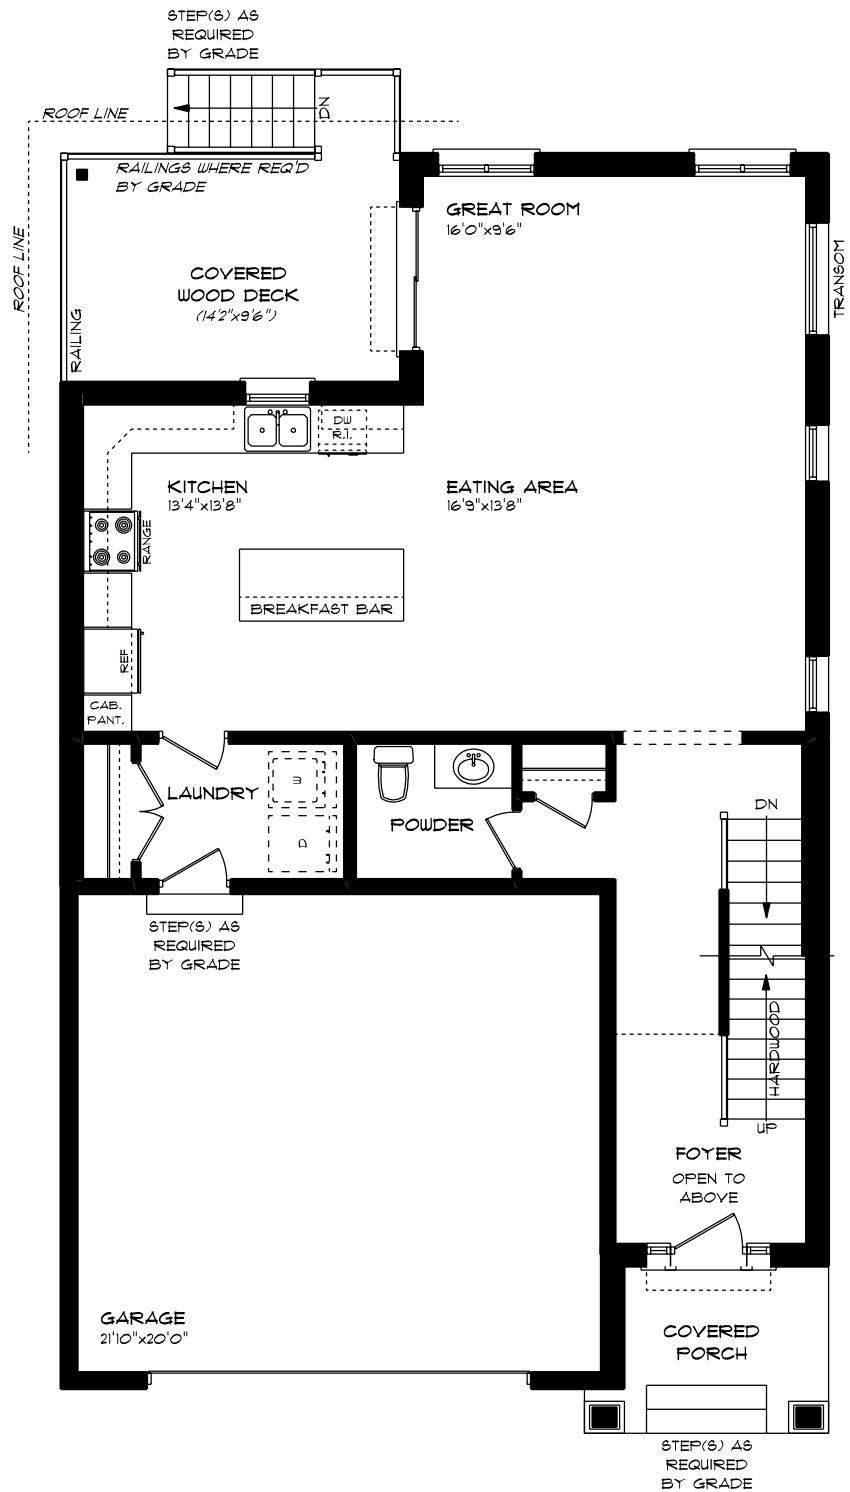 STEP(S) AS
REQUIRED
BY GRADE
DN
ROOF LINE
RAILINGS WHERE REQ'D
BY GRADE
ROOF LINE
GREAT ROOM
16'0"x9'6"
TRANSOM
COVERED
WOOD DECK
(14'2"x9'6")
RAILING
DW
R.I.
KITCHEN
13'4"x13'8"
EATING AREA
16'9"x13'8"
RANGE
BREAKFAST BAR
REF
CAB.
PANT.
LAUNDRY
W
D
POWDER
DN
STEP(S) AS
REQUIRED
BY GRADE
HARDWOOD
UP
FOYER
OPEN TO
ABOVE
GARAGE
21'10"x20'0"
COVERED
PORCH
STEP(S) AS
REQUIRED
BY GRADE